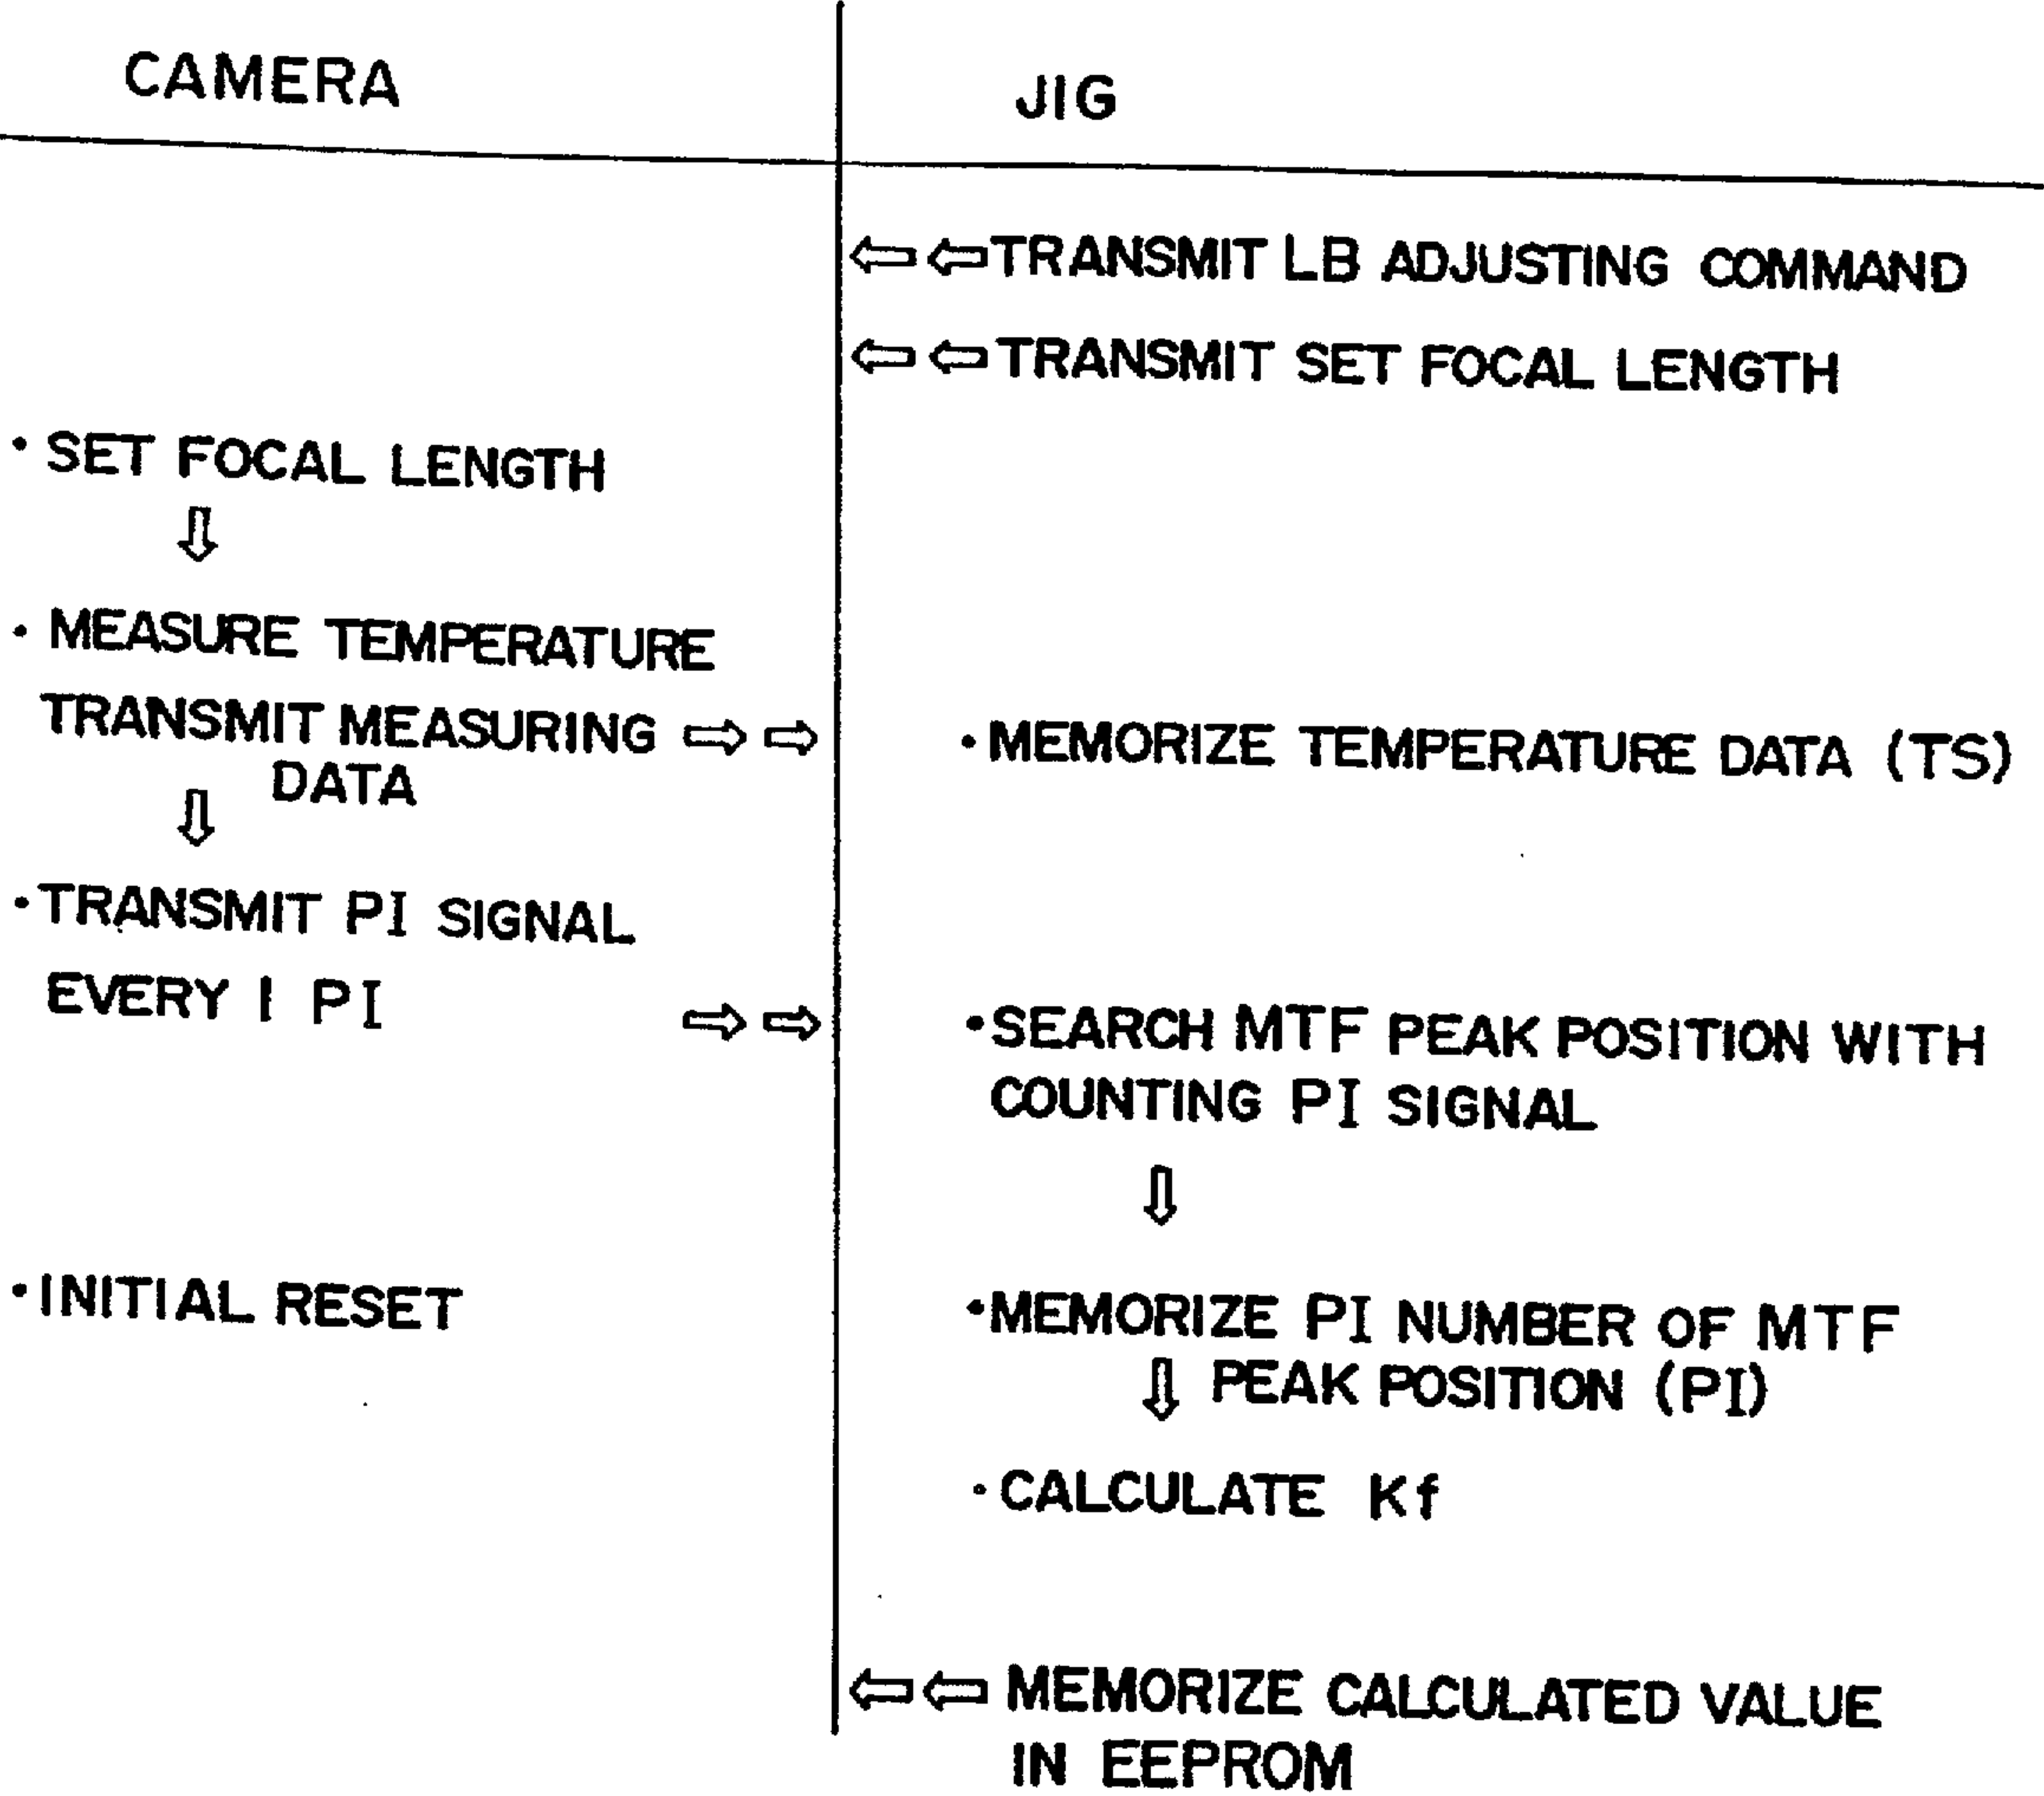 CAMERA
JIG
TRANSMIT LB ADJUSTING COMMAND
TRANSMIT SET FOCAL LENGTH
· SET FOCAL LENGTH
· MEASURE TEMPERATURE
TRANSMIT MEASURING
DATA
· MEMORIZE TEMPERATURE DATA (TS)
· TRANSMIT PI SIGNAL
EVERY 1 PI
· SEARCH MTF PEAK POSITION WITH
COUNTING PI SIGNAL
· INITIAL RESET
· MEMORIZE PI NUMBER OF MTF
PEAK POSITION (PI)
· CALCULATE Kf
MEMORIZE CALCULATED VALUE
IN EEPROM